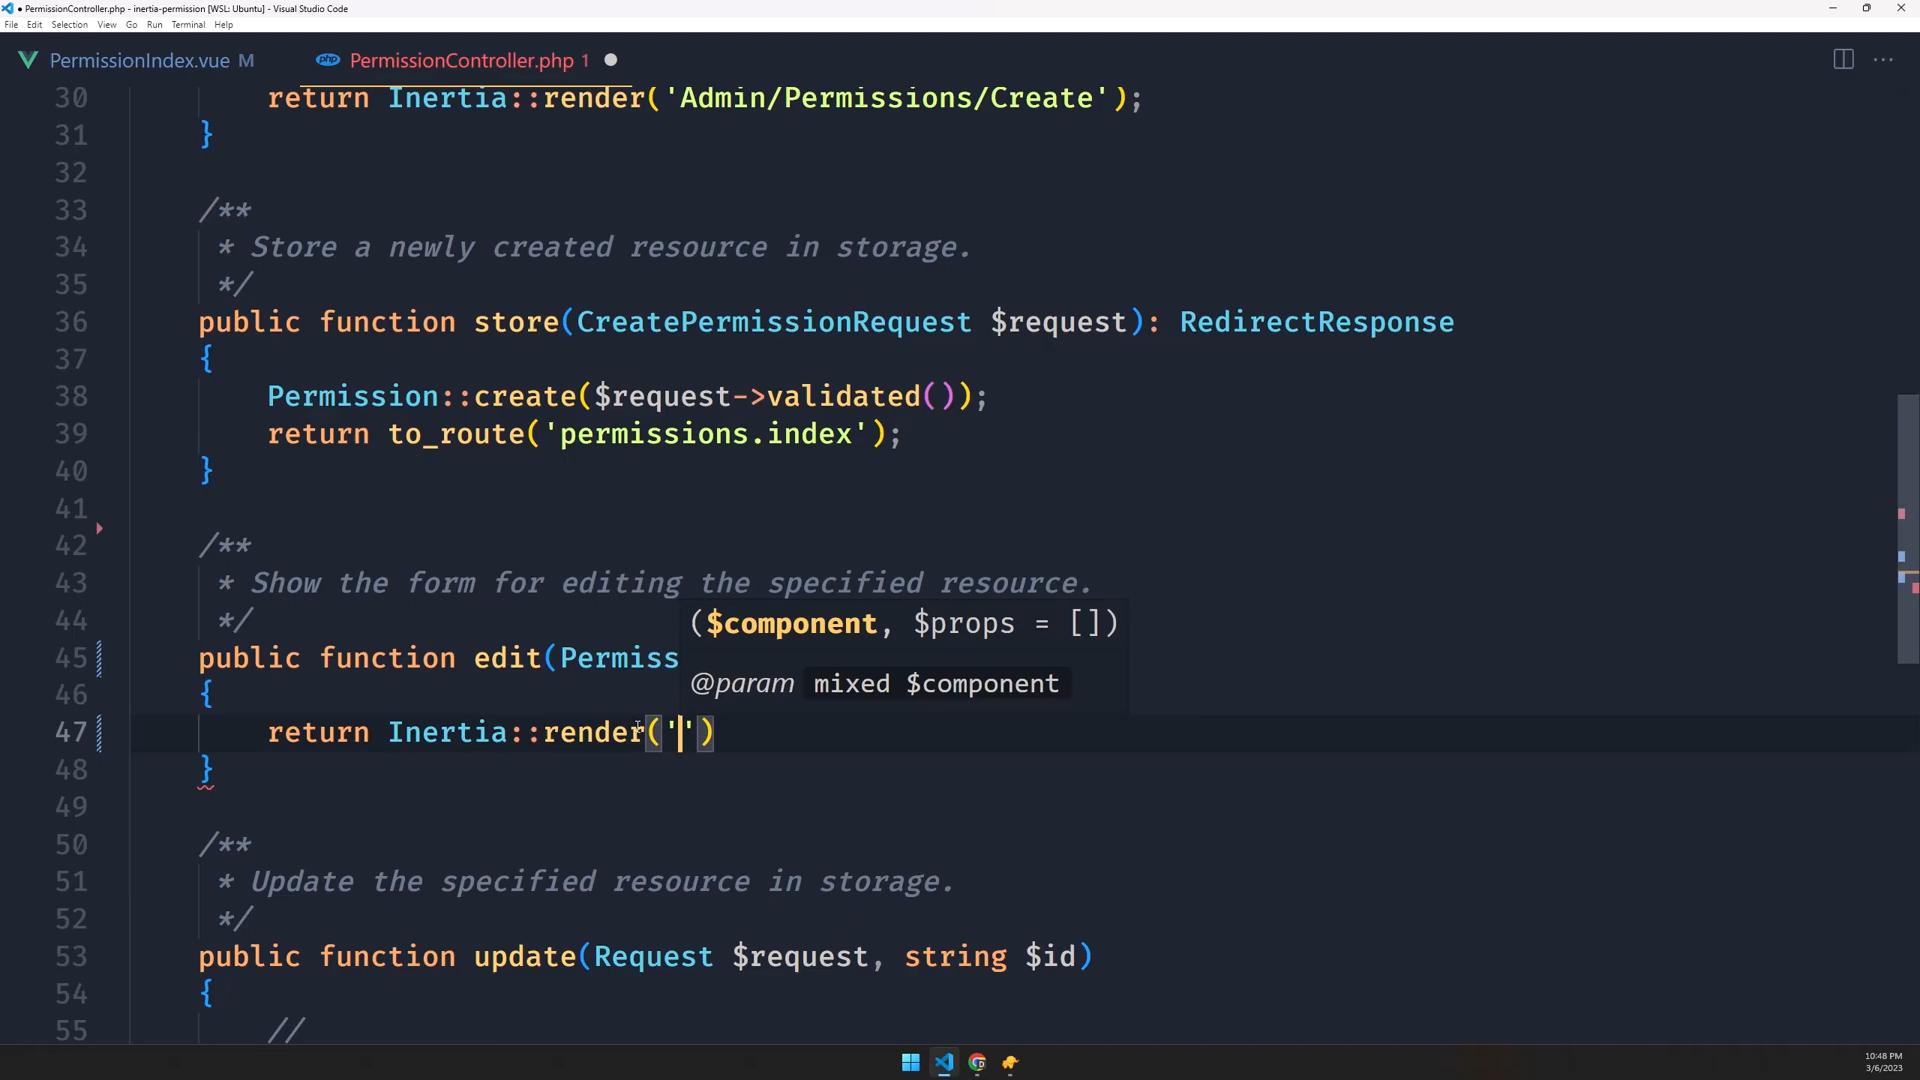 PermissionController.php - inertia-permission [WSL: Ubuntu] - Visual Studio Code
File Edit Selection View Go Run Terminal Help
PermissionIndex.vue M php PermissionController.php 1
30 return Inertia::render('Admin/Permissions/Create');
31 }
32
33 /**
34 * Store a newly created resource in storage.
35 */
36 public function store(CreatePermissionRequest $request): RedirectResponse
37 {
38 Permission::create($request->validated());
39 return to_route('permissions.index');
40 }
41
42 /**
43 * Show the form for editing the specified resource.
44 */
($component, $props = [])
45 public function edit(Permiss
@param mixed $component
46 {
47 return Inertia::render('')
48 }
49
50 /**
51 * Update the specified resource in storage.
52 */
53 public function update(Request $request, string $id)
54 {
55 //
10:48 PM
3/6/2023